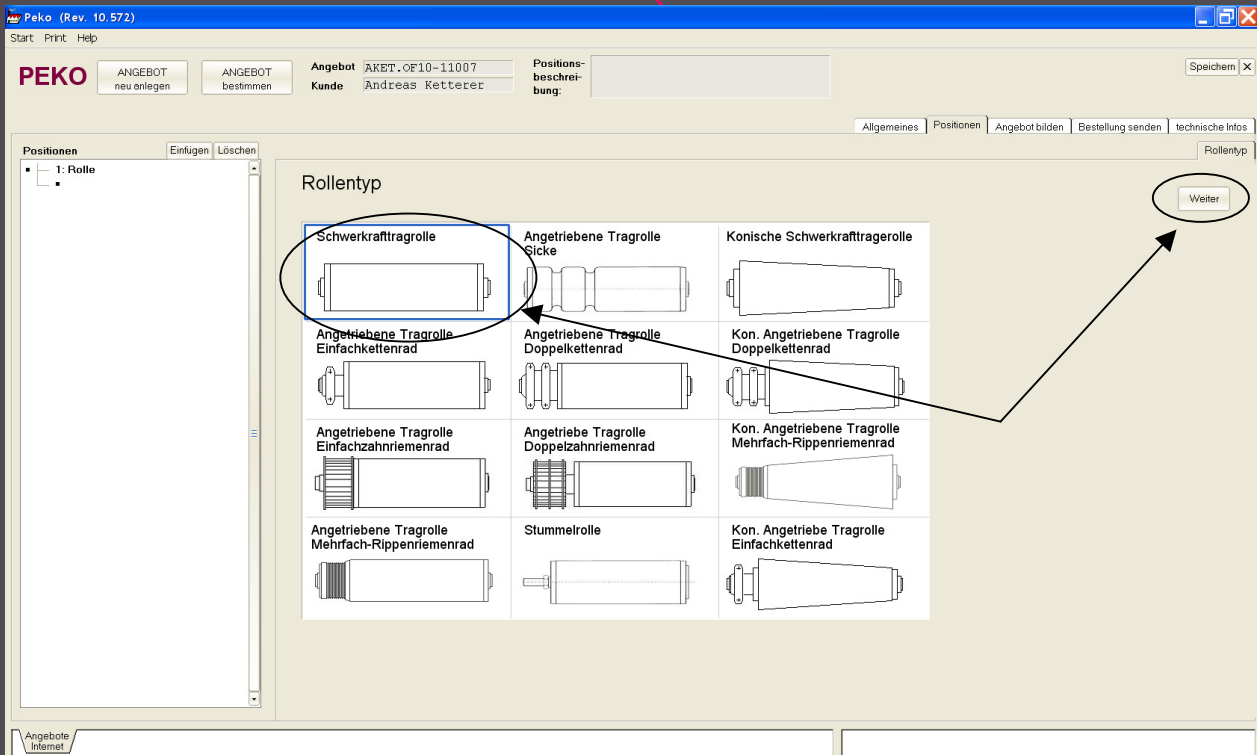 Peko (Rev. 10.572)
Start Print Help
PEKO
ANGEBOT
neu anlegen
ANGEBOT
bestimmen
Angebot AKET.OF10-11007
Kunde Andreas Ketterer
Positions-
beschrei-
bung:
Speichern X
Allgemeines Positionen Angebot bilden Bestellung senden technische Infos
Positionen Einfügen Löschen
Rollentyp
1: Rolle
Rollentyp
Weiter
Schwerkrafttragrolle
Angetriebene Tragrolle
Sicke
Konische Schwerkrafttragerolle
Angetriebene Tragrolle
Einfachkettenrad
Angetriebene Tragrolle
Doppelkettenrad
Kon. Angetriebene Tragrolle
Doppelkettenrad
Angetriebene Tragrolle
Einfachzahnriemenrad
Angetriebe Tragrolle
Doppelzahnriemenrad
Kon. Angetriebene Tragrolle
Mehrfach-Rippenriemenrad
Angetriebene Tragrolle
Mehrfach-Rippenriemenrad
Stummelrolle
Kon. Angetriebe Tragrolle
Einfachkettenrad
Angebote
Internet